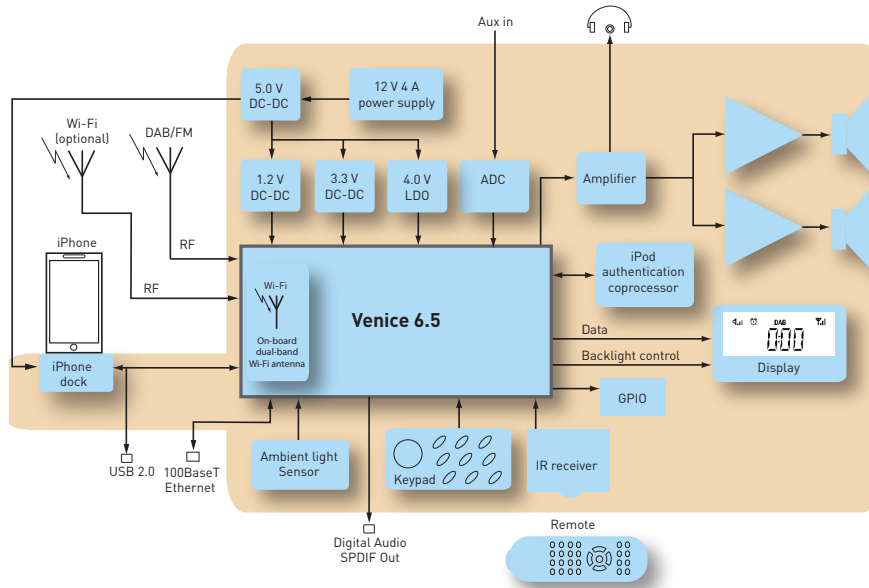 Aux in
5.0 V
DC-DC
12 V 4 A
power supply
Wi-Fi
(optional)
DAB/FM
1.2 V
DC-DC
3.3 V
DC-DC
4.0 V
LDO
ADC
Amplifier
RF
iPhone
RF
iPod
authentication
coprocessor
Wi-Fi
On-board
dual-band
Wi-Fi antenna
Venice 6.5
Data
Backlight control
DAB
0:00
Display
iPhone
dock
GPIO
USB 2.0
100BaseT
Ethernet
Ambient light
Sensor
Keypad
IR receiver
Digital Audio
SPDIF Out
Remote